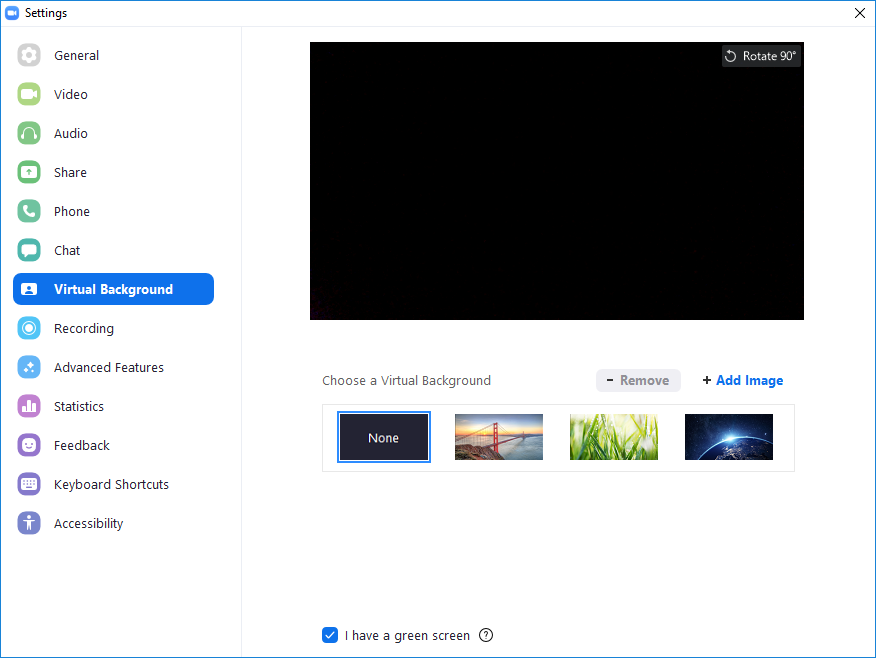 Settings
General
Video
Audio
Share
Phone
Chat
Virtual Background
Recording
Advanced Features
Statistics
Feedback
Keyboard Shortcuts
Accessibility
Rotate 90°
Choose a Virtual Background
- Remove
+ Add Image
None
I have a green screen ?